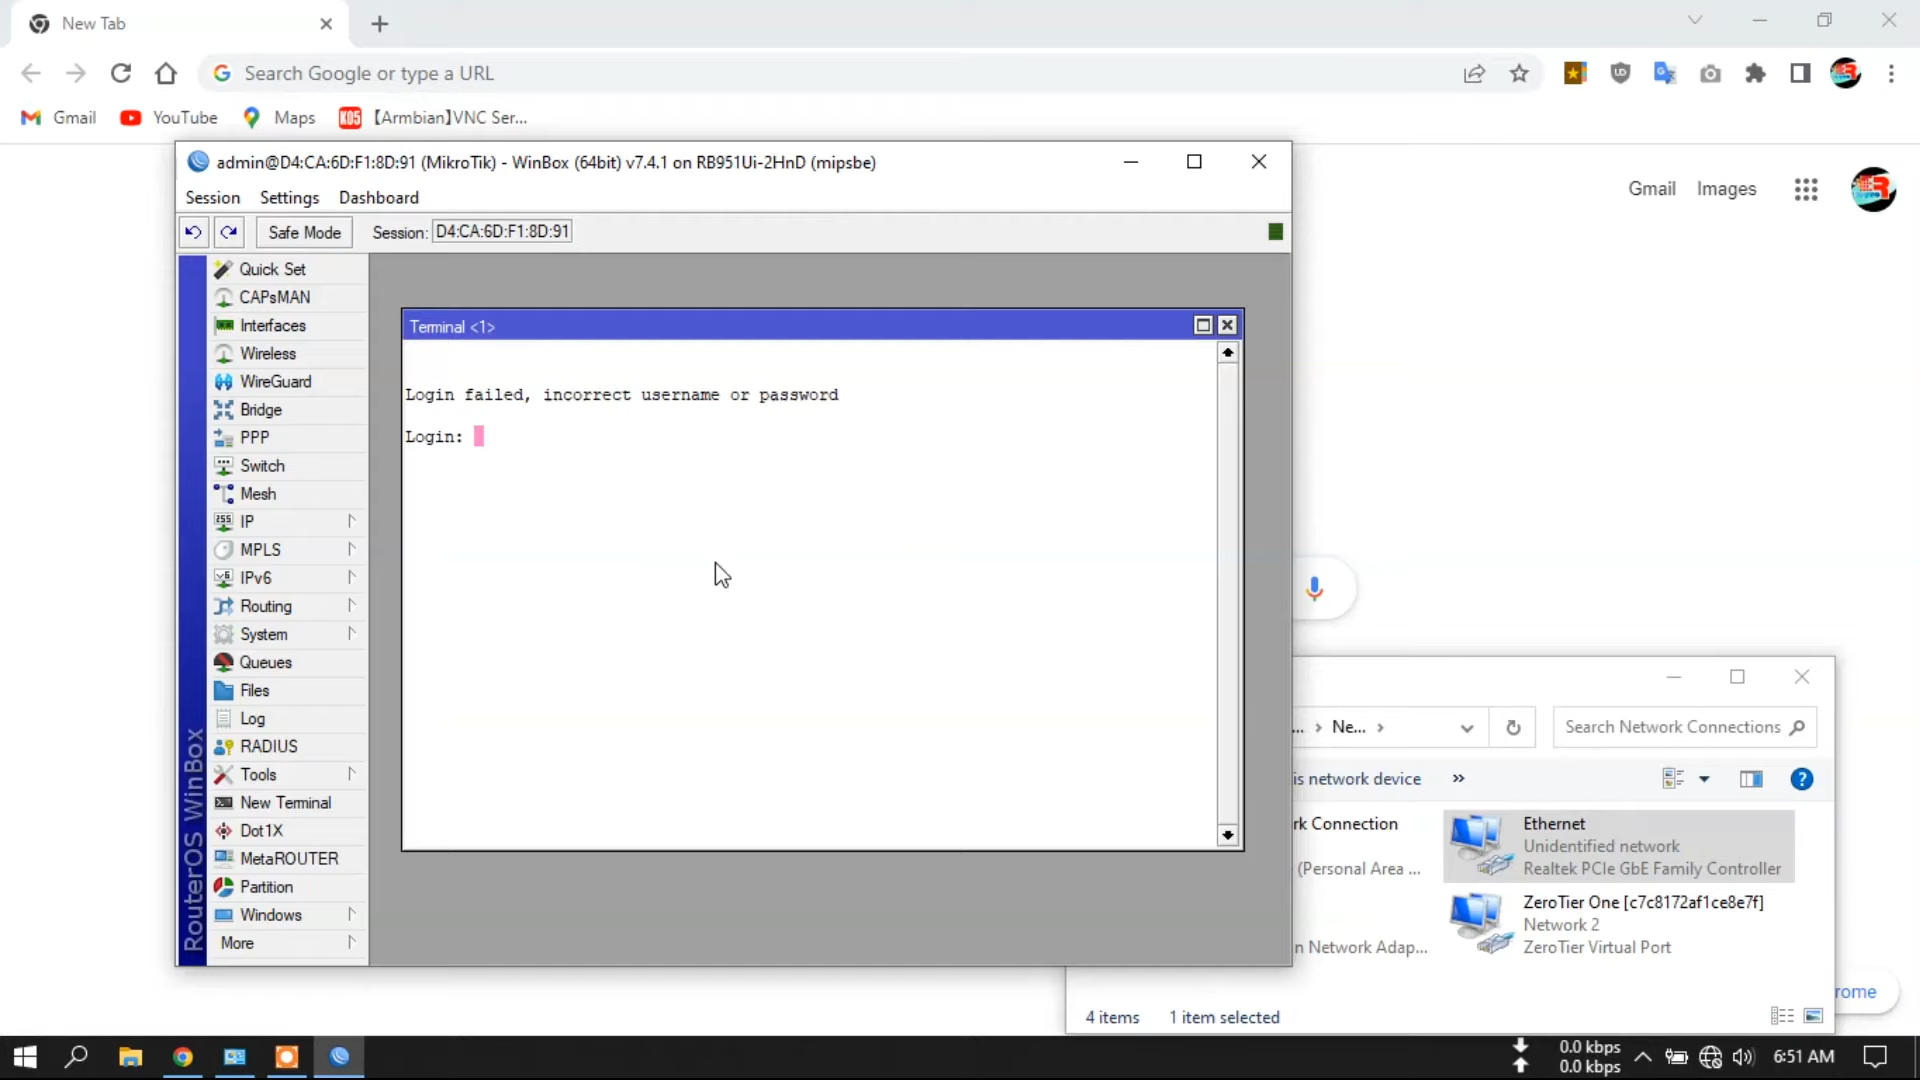 New Tab
Search Google or type a URL
Gmail
YouTube
Maps
K05
【Armbian】VNC Ser...
admin@D4:CA:6D:F1:8D:91 (MikroTik) - WinBox (64bit) v7.4.1 on RB951Ui-2HnD (mipsbe)
Session Settings Dashboard
Safe Mode
Session: D4:CA:6D:F1:8D:91
Gmail Images
Quick Set
CAPsMAN
Interfaces
Wireless
WireGuard
Bridge
PPP
Switch
Mesh
255 IP
MPLS
v6 IPv6
Routing
System
Queues
Files
Log
RADIUS
Tools
New Terminal
Dot1X
MetaROUTER
Partition
Windows
More
RouterOS WinBox
Terminal <1>
Login failed, incorrect username or password
Login:
... › Ne... ›
Search Network Connections
is network device »
rk Connection
(Personal Area ...
n Network Adap...
Ethernet
Unidentified network
Realtek PCIe GbE Family Controller
ZeroTier One [c7c8172af1ce8e7f]
Network 2
ZeroTier Virtual Port
rome
4 items 1 item selected
0.0 kbps
0.0 kbps
6:51 AM